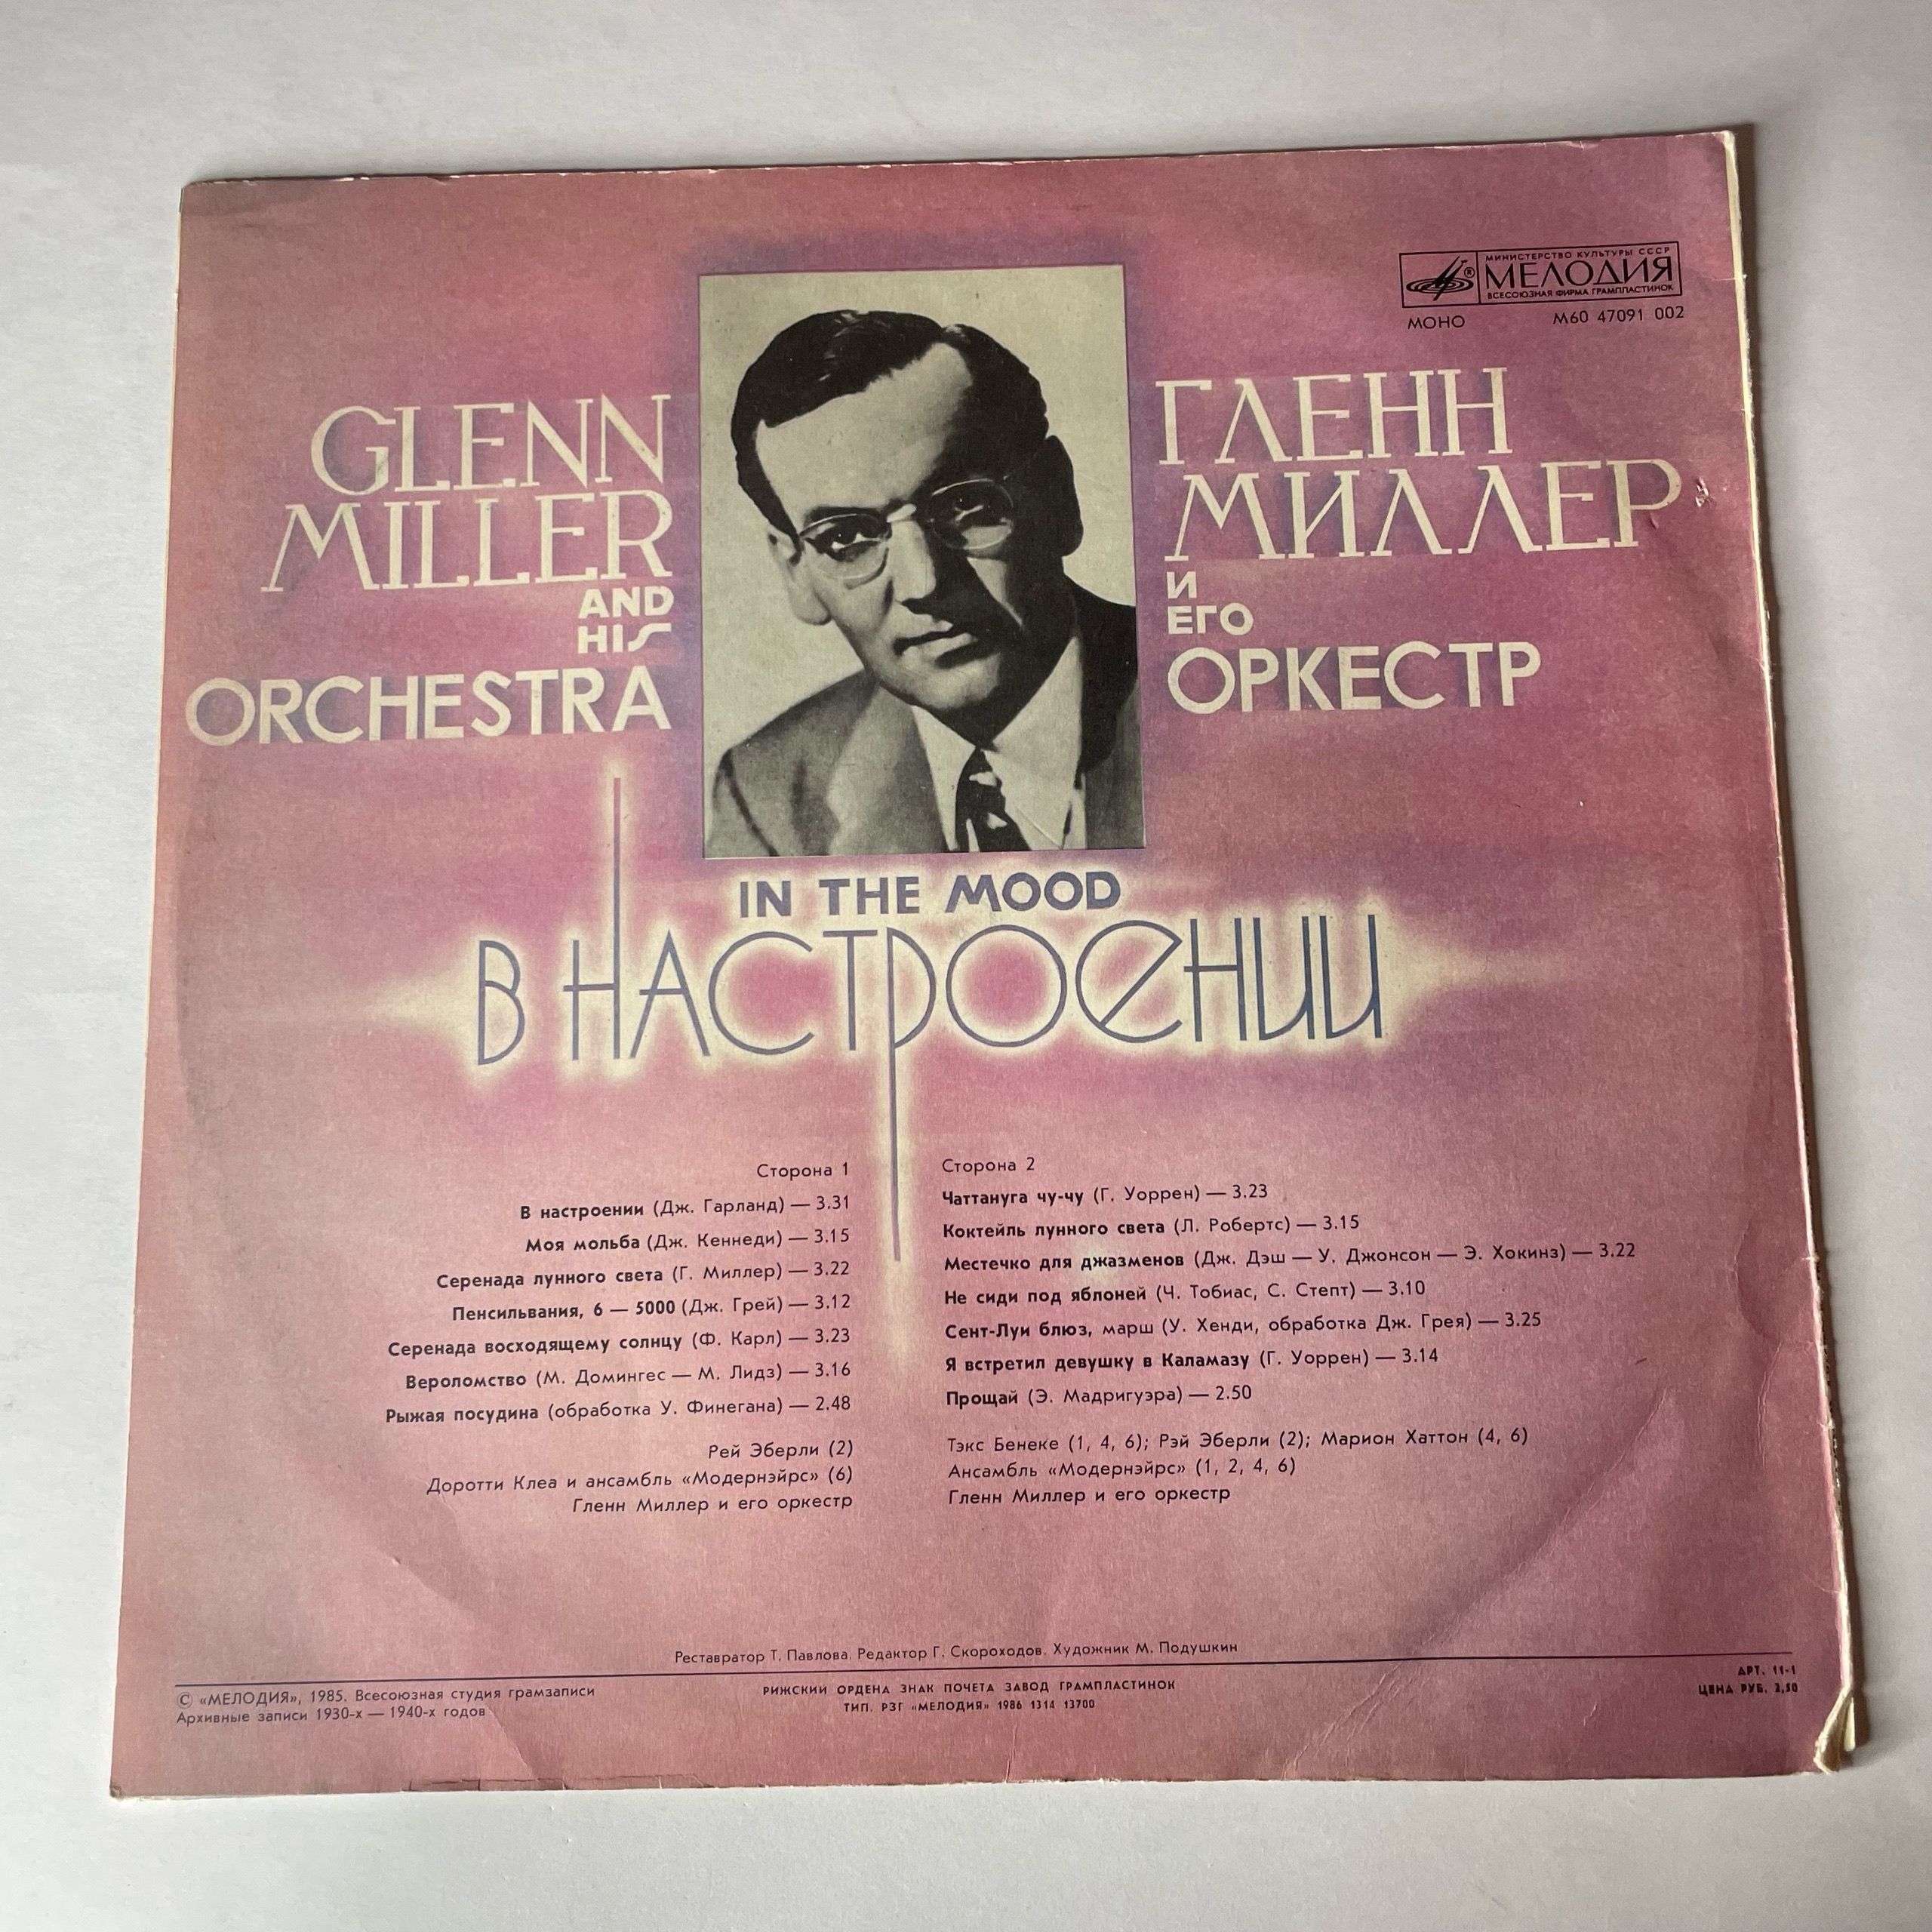 МИНИСТЕРСТВО КУЛЬТУРЫ СССР
МЕЛОДИЯ
ВСЕСОЮЗНАЯ ФИРМА ГРАМПЛАСТИНОК
МОНО М60 47091 002
GLENN
MILLER
AND
HIS
ORCHESTRA
ГЛЕНН
МИЛЛЕР
И
ЕГО
ОРКЕСТР
IN THE MOOD
В НАСТРОЕНИИ
Сторона 1
В настроении (Дж. Гарланд) — 3.31
Моя мольба (Дж. Кеннеди) — 3.15
Серенада лунного света (Г. Миллер) — 3.22
Пенсильвания, 6 — 5000 (Дж. Грей) — 3.12
Серенада восходящему солнцу (Ф. Карл) — 3.23
Вероломство (М. Домингес — М. Лидз) — 3.16
Рыжая посудина (обработка У. Финегана) — 2.48
Рей Эберли (2)
Доротти Клеа и ансамбль «Модернэйрс» (6)
Гленн Миллер и его оркестр
Сторона 2
Чаттануга чу-чу (Г. Уоррен) — 3.23
Коктейль лунного света (Л. Робертс) — 3.15
Местечко для джазменов (Дж. Дэш — У. Джонсон — Э. Хокинз) — 3.22
Не сиди под яблоней (Ч. Тобиас, С. Степт) — 3.10
Сент-Луи блюз, марш (У. Хенди, обработка Дж. Грея) — 3.25
Я встретил девушку в Каламазу (Г. Уоррен) — 3.14
Прощай (Э. Мадригуэра) — 2.50
Тэкс Бенеке (1, 4, 6); Рэй Эберли (2); Марион Хаттон (4, 6)
Ансамбль «Модернэйрс» (1, 2, 4, 6)
Гленн Миллер и его оркестр
Реставратор Т. Павлова. Редактор Г. Скороходов. Художник М. Подушкин
© «МЕЛОДИЯ», 1985. Всесоюзная студия грамзаписи
Архивные записи 1930-х — 1940-х годов
РИЖСКИЙ ОРДЕНА ЗНАК ПОЧЕТА ЗАВОД ГРАМПЛАСТИНОК
ТИП. РЗГ «МЕЛОДИЯ» 1986 1314 13700
АРТ. 11-1
ЦЕНА РУБ. 2,50